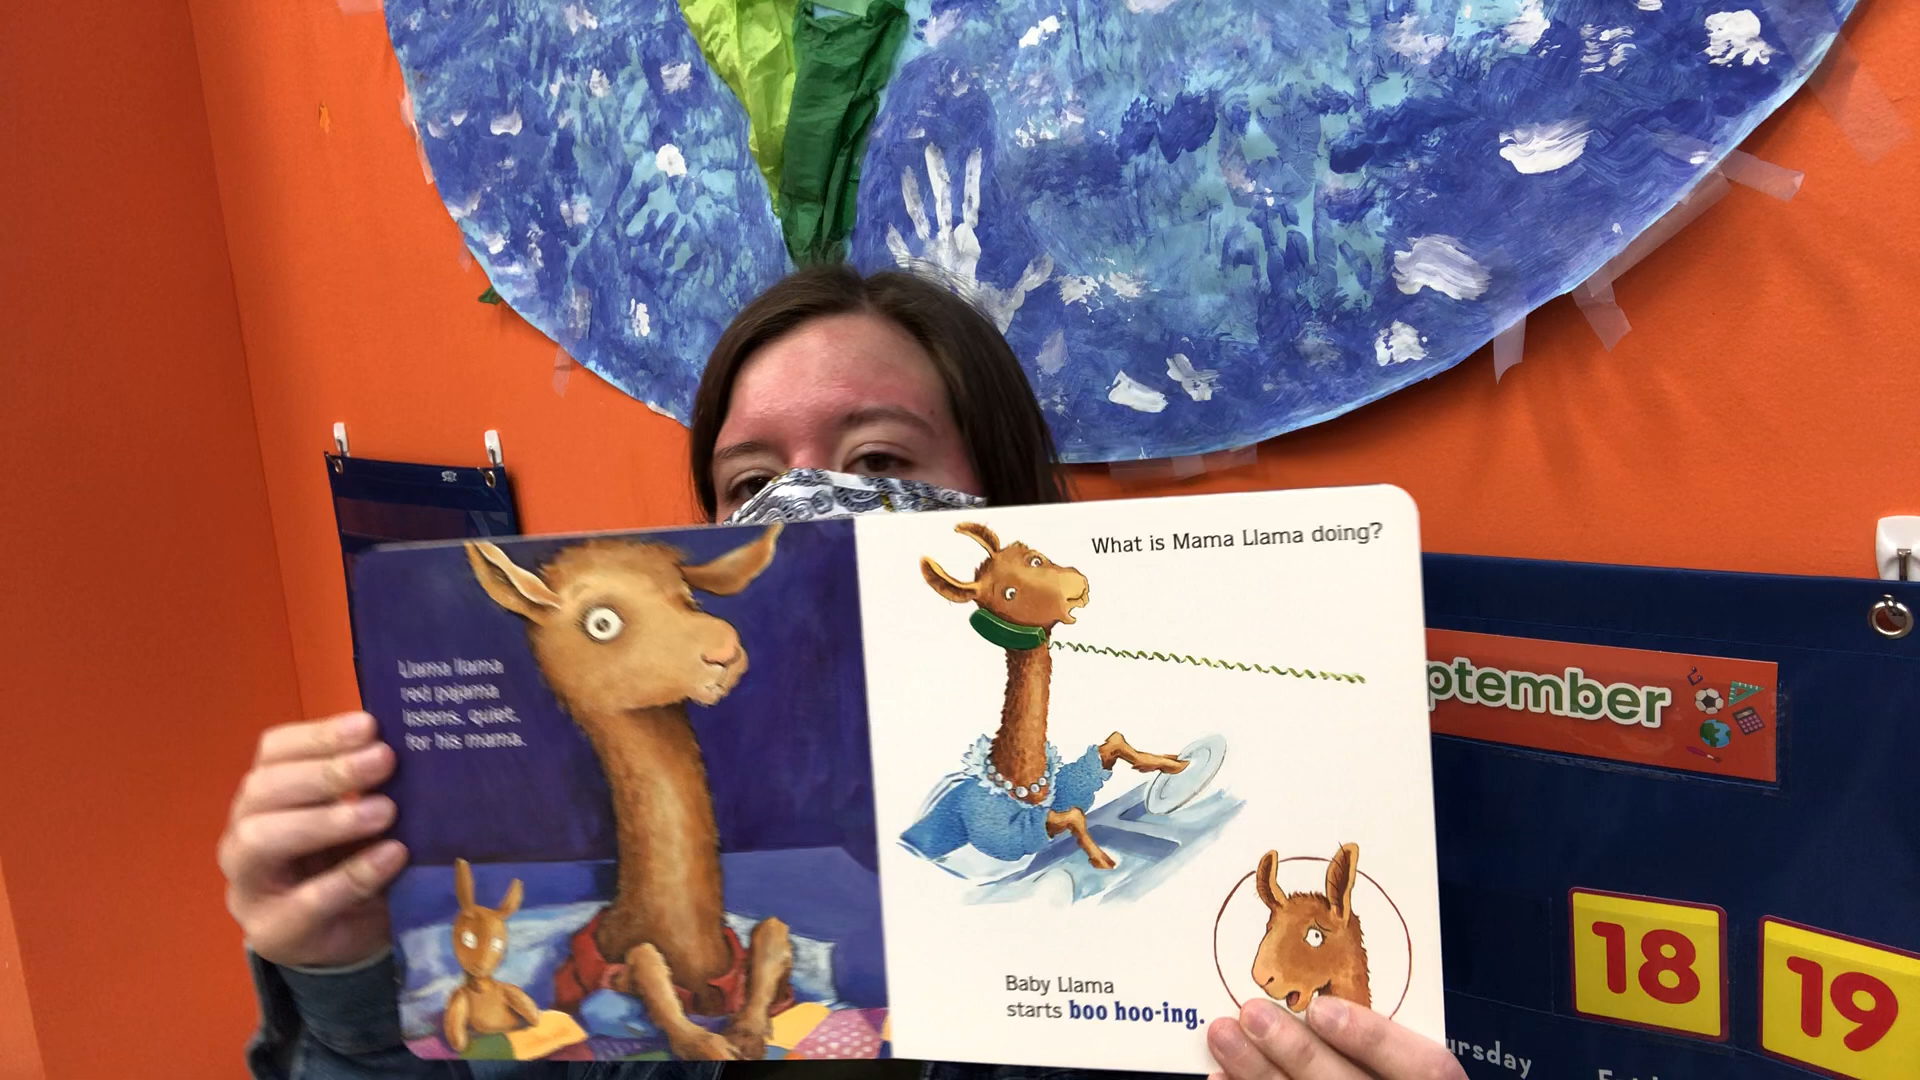 Llama llama
red pajama
listens, quiet,
for his mama.
What is Mama Llama doing?
Baby Llama
starts boo hoo-ing.
ptember
18
19
ursday